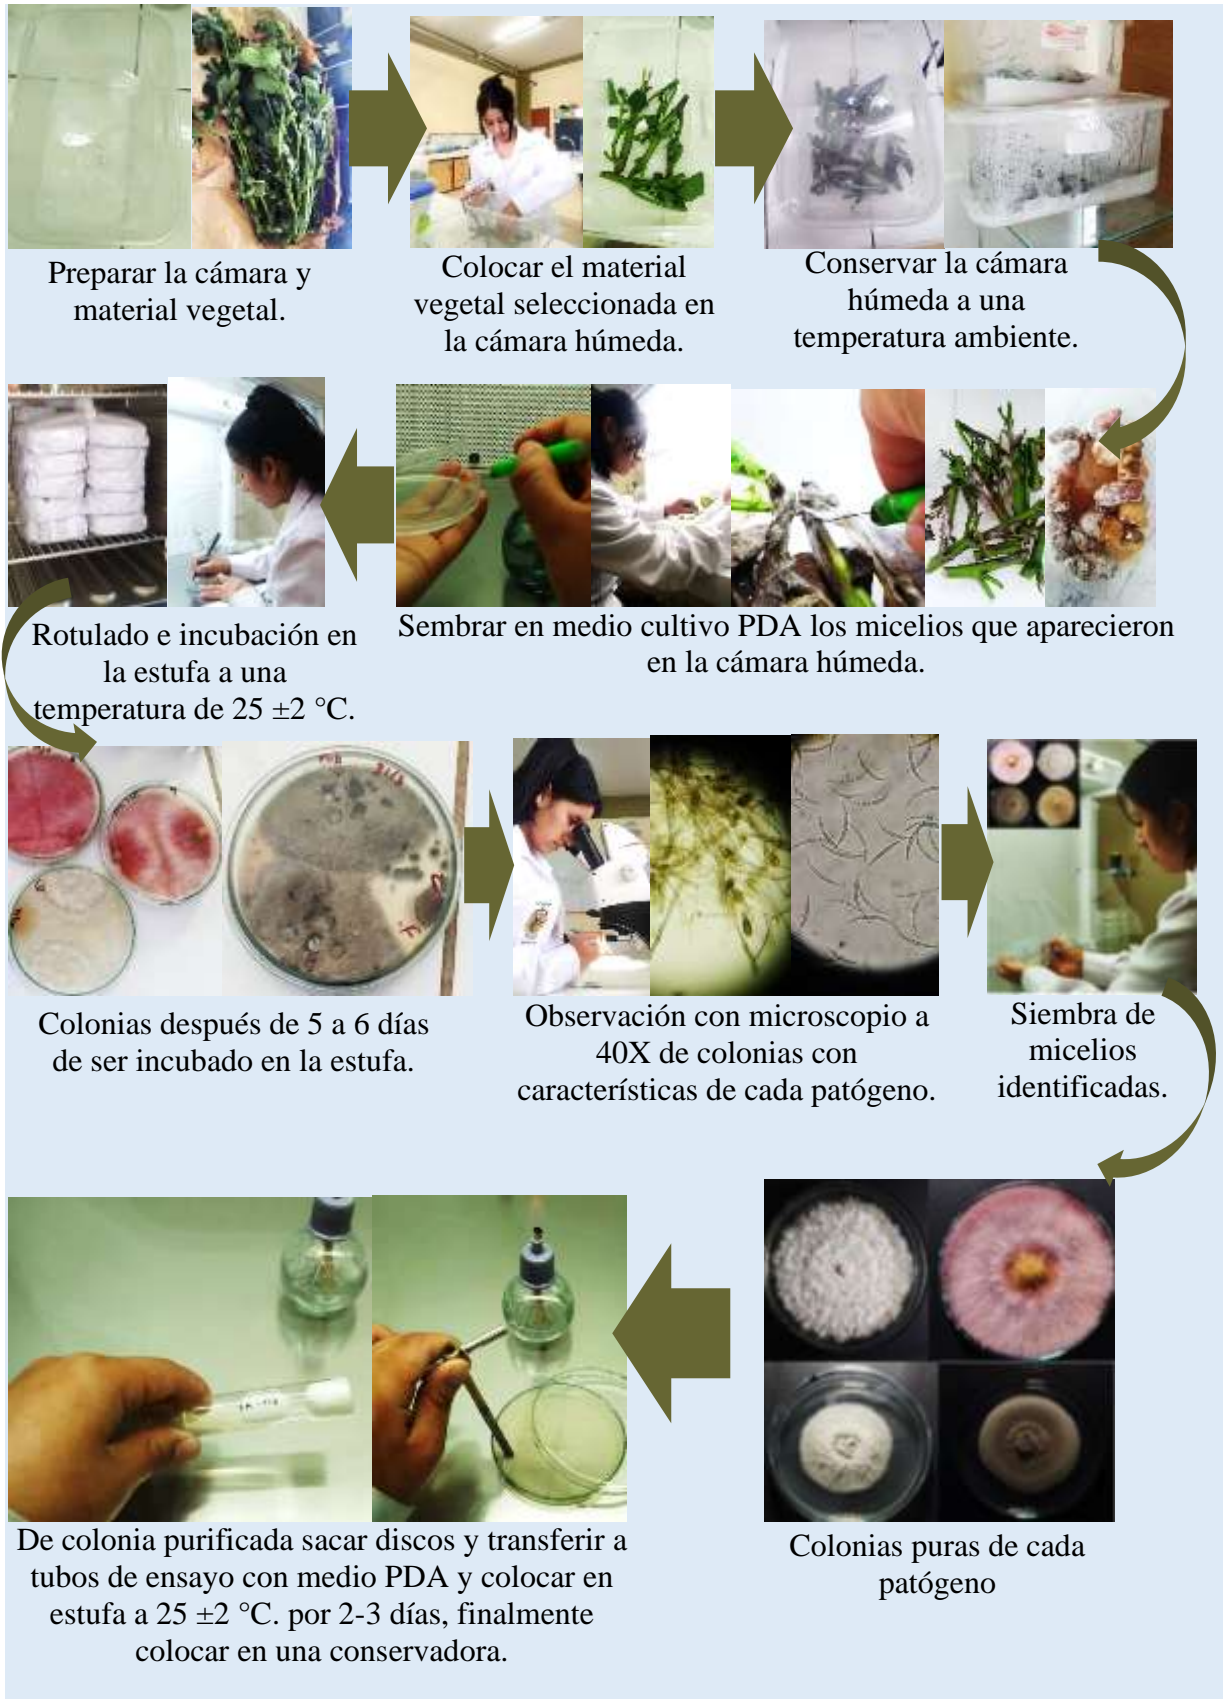 Preparar la cámara y
material vegetal.
Colocar el material
vegetal seleccionada en
la cámara húmeda.
Conservar la cámara
húmeda a una
temperatura ambiente.
Sembrar en medio cultivo PDA los micelios que aparecieron
en la cámara húmeda.
Rotulado e incubación en
la estufa a una
temperatura de 25 ±2 °C.
Colonias después de 5 a 6 días
de ser incubado en la estufa.
Observación con microscopio a
40X de colonias con
características de cada patógeno.
Siembra de
micelios
identificadas.
Colonias puras de cada
patógeno
De colonia purificada sacar discos y transferir a
tubos de ensayo con medio PDA y colocar en
estufa a 25 ±2 °C. por 2-3 días, finalmente
colocar en una conservadora.